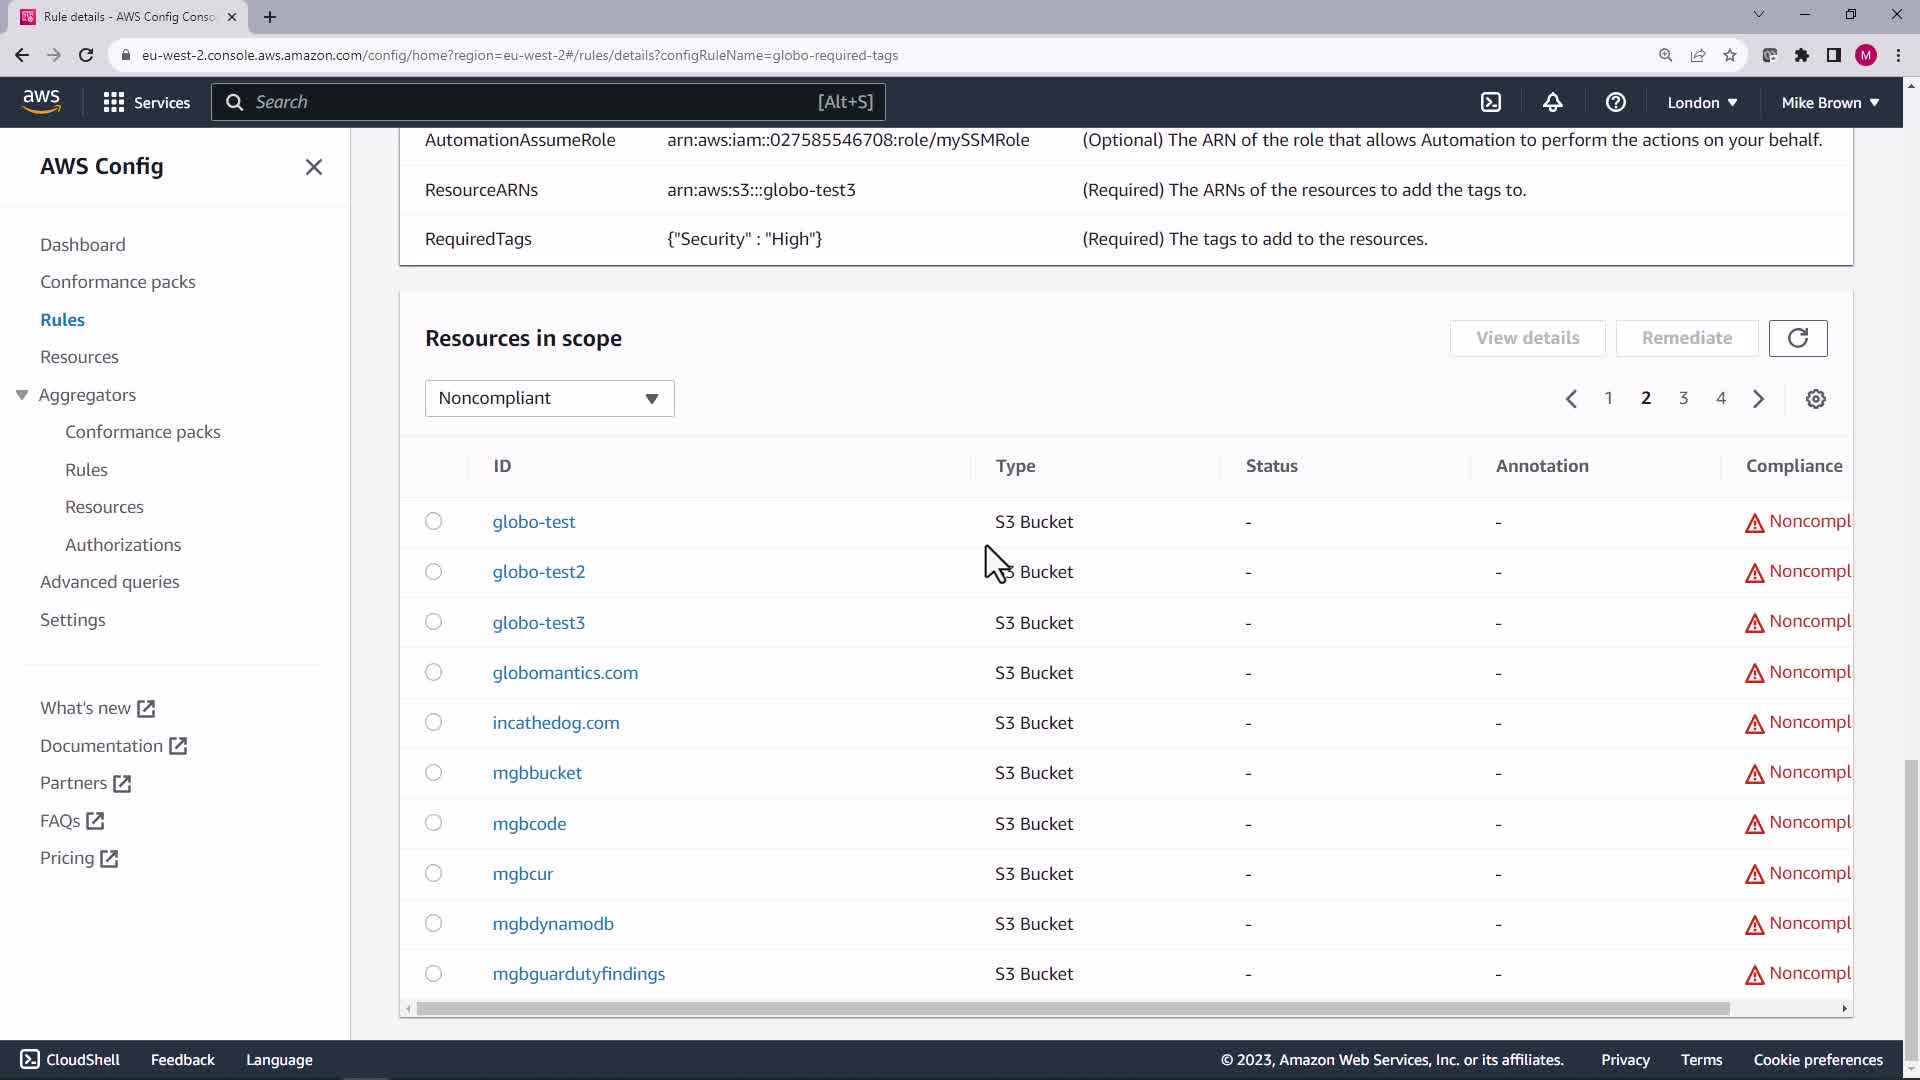 Rule details - AWS Config Conso
eu-west-2.console.aws.amazon.com/config/home?region=eu-west-2#/rules/details?configRuleName=globo-required-tags
M
aws
Services
Search
[Alt+S]
London
Mike Brown
AWS Config
Dashboard
Conformance packs
Rules
Resources
Aggregators
Conformance packs
Rules
Resources
Authorizations
Advanced queries
Settings
What's new
Documentation
Partners
FAQs
Pricing
AutomationAssumeRole arn:aws:iam::027585546708:role/mySSMRole (Optional) The ARN of the role that allows Automation to perform the actions on your behalf.
ResourceARNs arn:aws:s3:::globo-test3 (Required) The ARNs of the resources to add the tags to.
RequiredTags {"Security" : "High"} (Required) The tags to add to the resources.
Resources in scope
View details
Remediate
Noncompliant
1 2 3 4
ID Type Status Annotation Compliance
globo-test S3 Bucket - - Noncompl
globo-test2 S3 Bucket - - Noncompl
globo-test3 S3 Bucket - - Noncompl
globomantics.com S3 Bucket - - Noncompl
incathedog.com S3 Bucket - - Noncompl
mgbbucket S3 Bucket - - Noncompl
mgbcode S3 Bucket - - Noncompl
mgbcur S3 Bucket - - Noncompl
mgbdynamodb S3 Bucket - - Noncompl
mgbguardutyfindings S3 Bucket - - Noncompl
CloudShell Feedback Language © 2023, Amazon Web Services, Inc. or its affiliates. Privacy Terms Cookie preferences